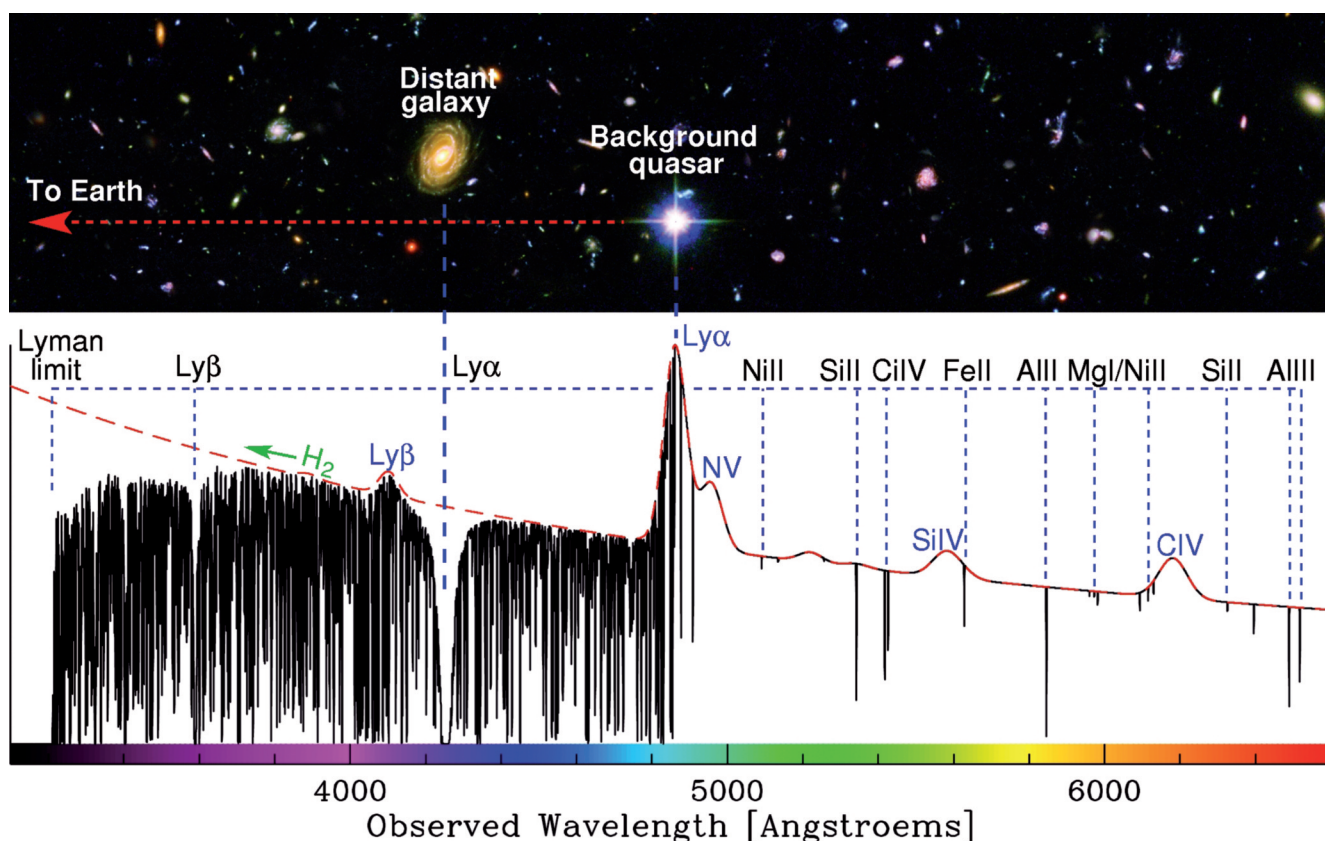 Distant
galaxy
Background
quasar
To Earth
Lyman
limit
Lyβ
Lyα
Lyα
NiII
SiII
CiIV
FeII
AlII
MgI/NiII
SiII
AlIII
H₂
Lyβ
NV
SiIV
CIV
4000
5000
6000
Observed Wavelength [Angstroems]